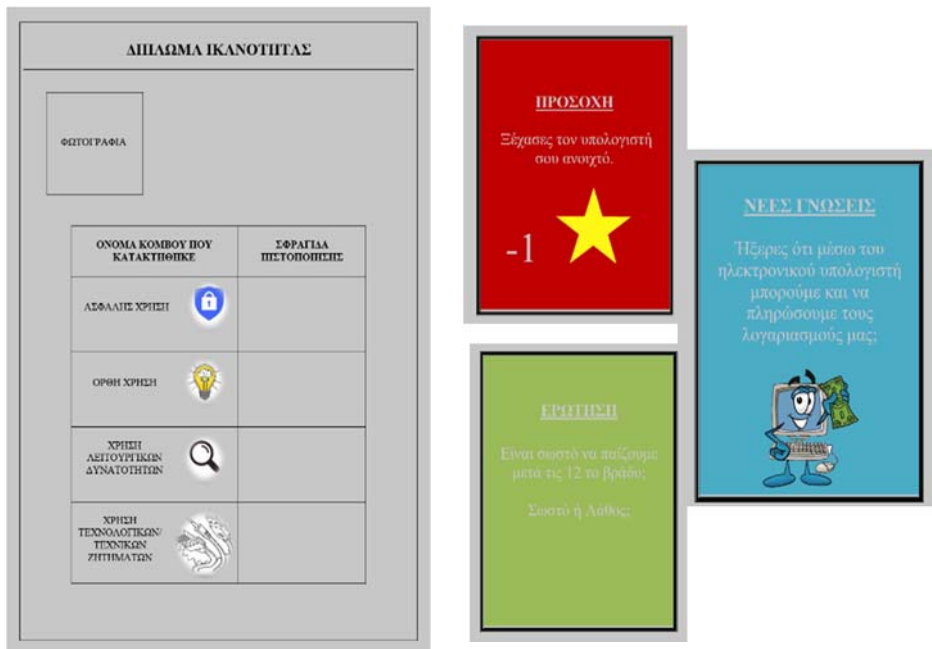 ΔΙΠΛΩΜΑ ΙΚΑΝΟΤΗΤΑΣ
ΦΩΤΟΓΡΑΦΙΑ
ΟΝΟΜΑ ΚΟΜΒΟΥ ΠΟΥ
ΚΑΤΑΚΤΗΘΗΚΕ
ΣΦΡΑΓΙΔΑ
ΠΙΣΤΟΠΟΙΗΣΗΣ
ΑΣΦΑΛΗΣ ΧΡΗΣΗ
ΟΡΘΗ ΧΡΗΣΗ
ΧΡΗΣΗ
ΛΕΙΤΟΥΡΓΙΚΩΝ
ΔΥΝΑΤΟΤΗΤΩΝ
ΧΡΗΣΗ
ΤΕΧΝΟΛΟΓΙΚΩΝ/
ΤΕΧΝΙΚΩΝ
ΖΗΤΗΜΑΤΩΝ
ΠΡΟΣΟΧΗ
Ξέχασες τον υπολογιστή
σου ανοιχτό.
-1
ΕΡΩΤΗΣΗ
Είναι σωστό να παίζουμε
μετά τις 12 το βράδυ;
Σωστό ή Λάθος;
ΝΕΕΣ ΓΝΩΣΕΙΣ
Ήξερες ότι μέσω του
ηλεκτρονικού υπολογιστή
μπορούμε και να
πληρώσουμε τους
λογαριασμούς μας;